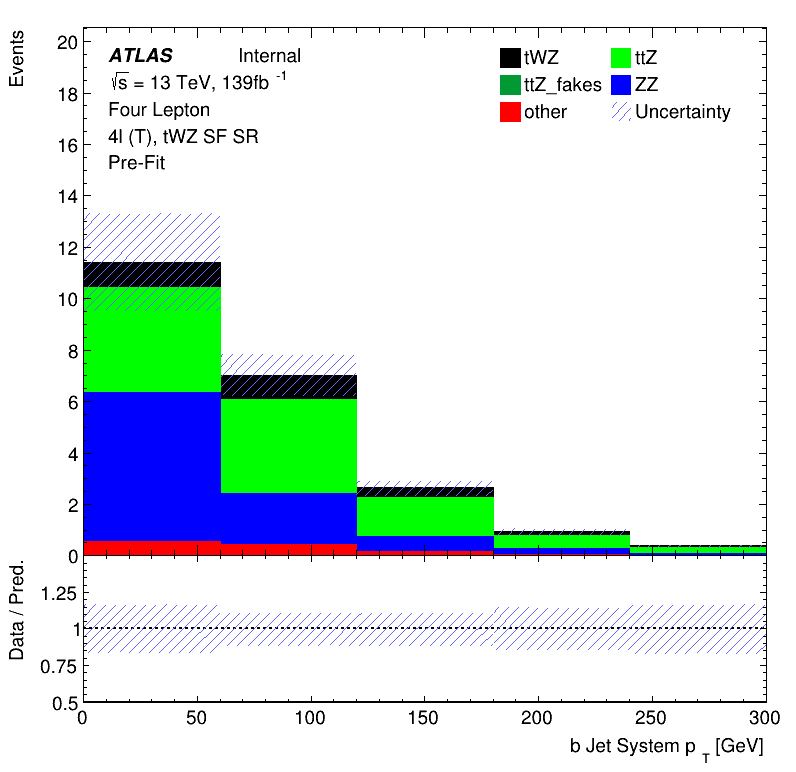 Events
20
18
16
14
12
10
8
6
4
2
0
ATLAS Internal
√s = 13 TeV, 139fb -1
Four Lepton
4l (T), tWZ SF SR
Pre-Fit
tWZ ttZ
ttZ_fakes ZZ
other Uncertainty
Data / Pred.
1.25
1
0.75
0.5
0 50 100 150 200 250 300
b Jet System p T [GeV]